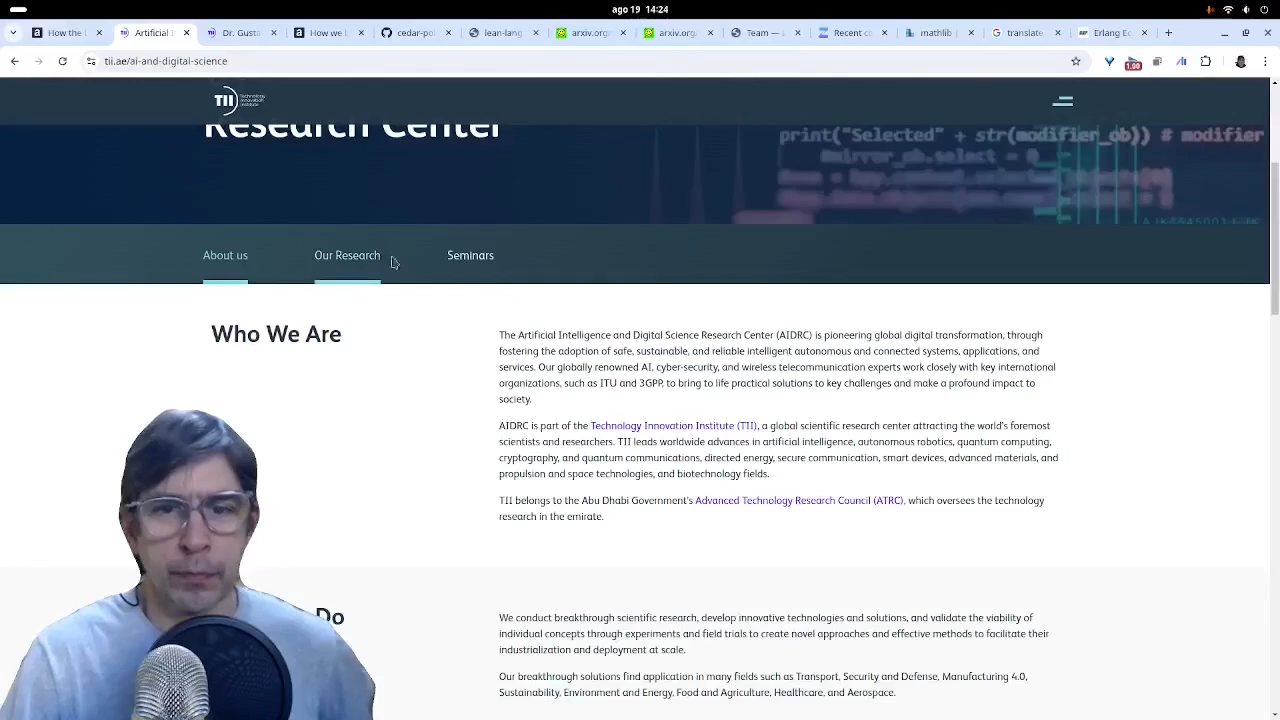 ago 19 14:24
How the L
Artificial I
Dr. Gusta
How we b
cedar-pol
lean-lang
arxiv.org
arxiv.org
Team —
Recent co
mathlib
translate
Erlang Ec
tii.ae/ai-and-digital-science
1.00
TII Technology Innovation Institute
Research Center
print("Selected" + str(modifier_ob)) # modifier
#mirror_ob.select = 0
About us
Our Research
Seminars
Who We Are
The Artificial Intelligence and Digital Science Research Center (AIDRC) is pioneering global digital transformation, through
fostering the adoption of safe, sustainable, and reliable intelligent autonomous and connected systems, applications, and
services. Our globally renowned AI, cyber-security, and wireless telecommunication experts work closely with key international
organizations, such as ITU and 3GPP, to bring to life practical solutions to key challenges and make a profound impact to
society.
AIDRC is part of the Technology Innovation Institute (TII), a global scientific research center attracting the world's foremost
scientists and researchers. TII leads worldwide advances in artificial intelligence, autonomous robotics, quantum computing,
cryptography, and quantum communications, directed energy, secure communication, smart devices, advanced materials, and
propulsion and space technologies, and biotechnology fields.
TII belongs to the Abu Dhabi Government's Advanced Technology Research Council (ATRC), which oversees the technology
research in the emirate.
Do
We conduct breakthrough scientific research, develop innovative technologies and solutions, and validate the viability of
individual concepts through experiments and field trials to create novel approaches and effective methods to facilitate their
industrialization and deployment at scale.
Our breakthrough solutions find application in many fields such as Transport, Security and Defense, Manufacturing 4.0,
Sustainability, Environment and Energy, Food and Agriculture, Healthcare, and Aerospace.